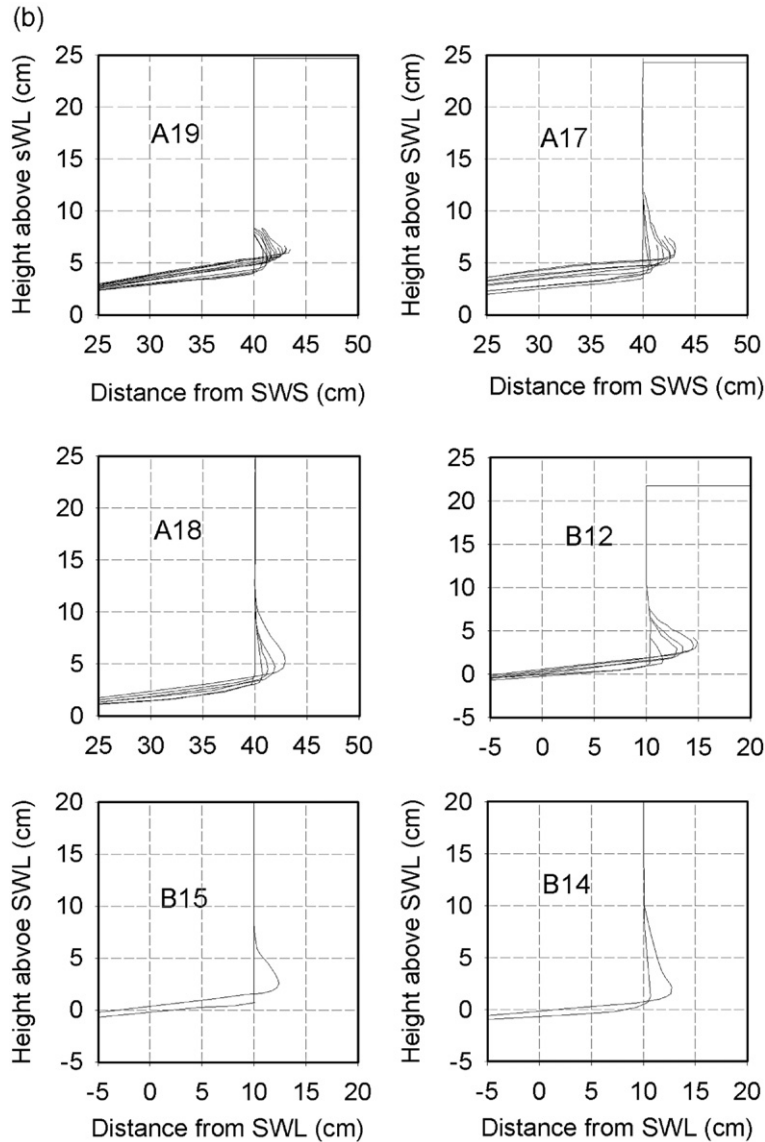 (b)
Height above sWL (cm)
25
20
15
10
5
0
A19
25 30 35 40 45 50
Distance from SWS (cm)
Height above SWL (cm)
25
20
15
10
5
0
A17
25 30 35 40 45 50
Distance from SWS (cm)
25
20
15
10
5
0
A18
25 30 35 40 45 50
25
20
15
10
5
0
-5
B12
-5 0 5 10 15 20
Height abvoe SWL (cm)
20
15
10
5
0
-5
B15
-5 0 5 10 15 20
Distance from SWL (cm)
Height above SWL (cm)
20
15
10
5
0
-5
B14
-5 0 5 10 15 20
Distance from SWL (cm)